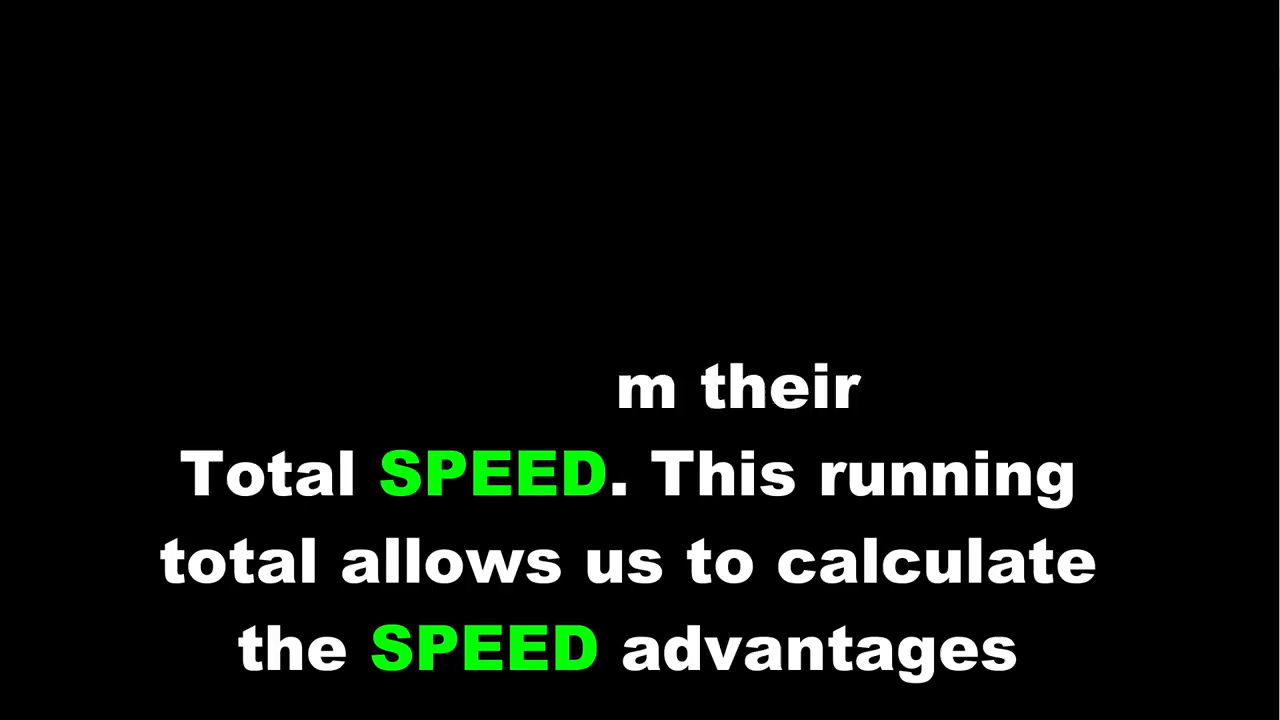 m their
Total SPEED. This running
total allows us to calculate
the SPEED advantages